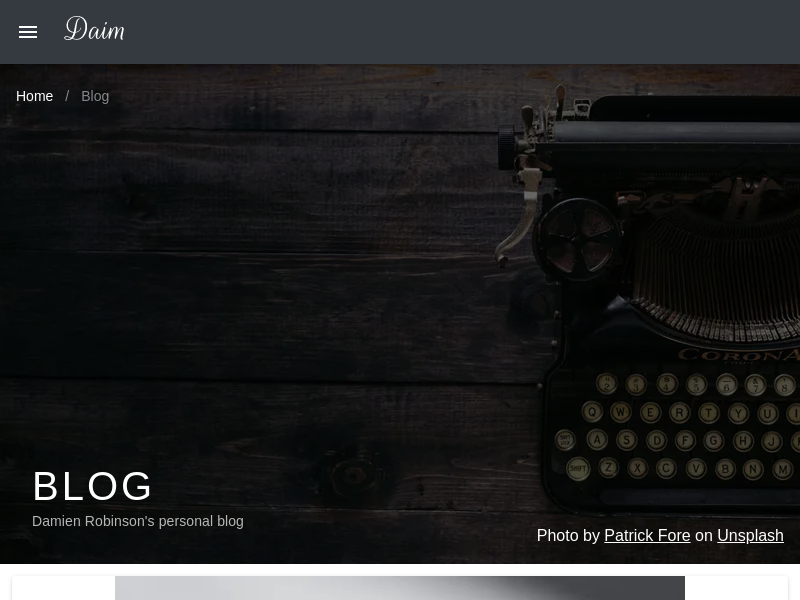 Daim
Home / Blog
CORONA
Q W E R T Y U
A S D F G H J
SHIFT Z X C V B N M
BLOG
Damien Robinson's personal blog
Photo by Patrick Fore on Unsplash